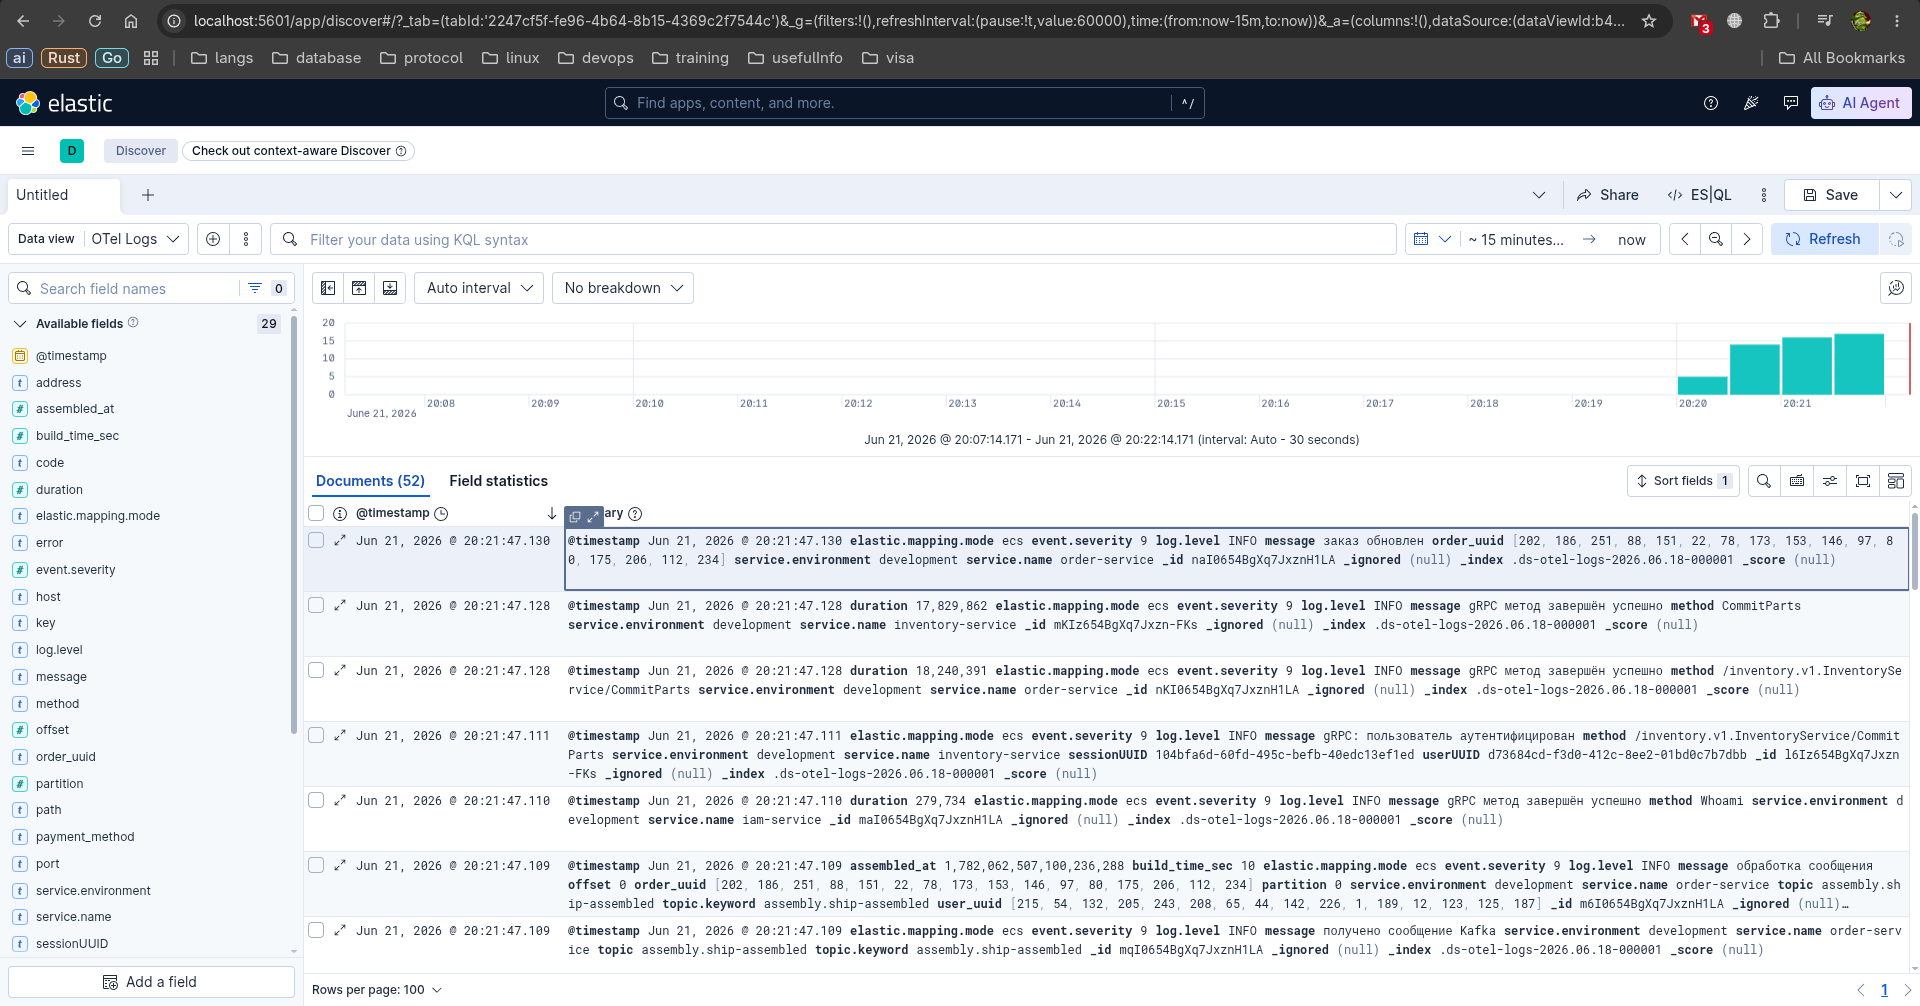 localhost:5601/app/discover#/?_tab=(tabId:'2247cf5f-fe96-4b64-8b15-4369c2f7544c')&_g=(filters:!(),refreshInterval:(pause:!t,value:60000),time:(from:now-15m,to:now))&_a=(columns:!(),dataSource:(dataViewId:b4...
3
ai Rust Go langs database protocol linux devops training usefulInfo visa All Bookmarks
elastic Find apps, content, and more. ^/ AI Agent
D Discover Check out context-aware Discover
Untitled Share ES|QL Save
Data view OTel Logs Filter your data using KQL syntax ~ 15 minutes... → now Refresh
Search field names 0 Auto interval No breakdown
Available fields 29
@timestamp
address
assembled_at
build_time_sec
code
duration
elastic.mapping.mode
error
event.severity
host
key
log.level
message
method
offset
order_uuid
partition
path
payment_method
port
service.environment
service.name
sessionUUID
Add a field
20
15
10
5
0
20:08 20:09 20:10 20:11 20:12 20:13 20:14 20:15 20:16 20:17 20:18 20:19 20:20 20:21
June 21, 2026
Jun 21, 2026 @ 20:07:14.171 - Jun 21, 2026 @ 20:22:14.171 (interval: Auto - 30 seconds)
Documents (52) Field statistics Sort fields 1
@timestamp ary
Jun 21, 2026 @ 20:21:47.130 @timestamp Jun 21, 2026 @ 20:21:47.130 elastic.mapping.mode ecs event.severity 9 log.level INFO message заказ обновлен order_uuid [202, 186, 251, 88, 151, 22, 78, 173, 153, 146, 97, 8
0, 175, 206, 112, 234] service.environment development service.name order-service _id naI0654BgXq7JxznH1LA _ignored (null) _index .ds-otel-logs-2026.06.18-000001 _score (null)
Jun 21, 2026 @ 20:21:47.128 @timestamp Jun 21, 2026 @ 20:21:47.128 duration 17,829,862 elastic.mapping.mode ecs event.severity 9 log.level INFO message gRPC метод завершён успешно method CommitParts
service.environment development service.name inventory-service _id mKIz654BgXq7Jxzn-FKs _ignored (null) _index .ds-otel-logs-2026.06.18-000001 _score (null)
Jun 21, 2026 @ 20:21:47.128 @timestamp Jun 21, 2026 @ 20:21:47.128 duration 18,240,391 elastic.mapping.mode ecs event.severity 9 log.level INFO message gRPC метод завершён успешно method /inventory.v1.InventorySe
rvice/CommitParts service.environment development service.name order-service _id nKI0654BgXq7JxznH1LA _ignored (null) _index .ds-otel-logs-2026.06.18-000001 _score (null)
Jun 21, 2026 @ 20:21:47.111 @timestamp Jun 21, 2026 @ 20:21:47.111 elastic.mapping.mode ecs event.severity 9 log.level INFO message gRPC: пользователь аутентифицирован method /inventory.v1.InventoryService/Commit
Parts service.environment development service.name inventory-service sessionUUID 104bfa6d-60fd-495c-befb-40edc13ef1ed userUUID d73684cd-f3d0-412c-8ee2-01bd0c7b7dbb _id l6Iz654BgXq7Jxzn
-FKs _ignored (null) _index .ds-otel-logs-2026.06.18-000001 _score (null)
Jun 21, 2026 @ 20:21:47.110 @timestamp Jun 21, 2026 @ 20:21:47.110 duration 279,734 elastic.mapping.mode ecs event.severity 9 log.level INFO message gRPC метод завершён успешно method Whoami service.environment d
evelopment service.name iam-service _id maI0654BgXq7JxznH1LA _ignored (null) _index .ds-otel-logs-2026.06.18-000001 _score (null)
Jun 21, 2026 @ 20:21:47.109 @timestamp Jun 21, 2026 @ 20:21:47.109 assembled_at 1,782,062,507,100,236,288 build_time_sec 10 elastic.mapping.mode ecs event.severity 9 log.level INFO message обработка сообщения
offset 0 order_uuid [202, 186, 251, 88, 151, 22, 78, 173, 153, 146, 97, 80, 175, 206, 112, 234] partition 0 service.environment development service.name order-service topic assembly.sh
ip-assembled topic.keyword assembly.ship-assembled user_uuid [215, 54, 132, 205, 243, 208, 65, 44, 142, 226, 1, 189, 12, 123, 125, 187] _id m6I0654BgXq7JxznH1LA _ignored (null)…
Jun 21, 2026 @ 20:21:47.109 @timestamp Jun 21, 2026 @ 20:21:47.109 elastic.mapping.mode ecs event.severity 9 log.level INFO message получено сообщение Kafka service.environment development service.name order-serv
ice topic assembly.ship-assembled topic.keyword assembly.ship-assembled _id mqI0654BgXq7JxznH1LA _ignored (null) _index .ds-otel-logs-2026.06.18-000001 _score (null)
Rows per page: 100 1